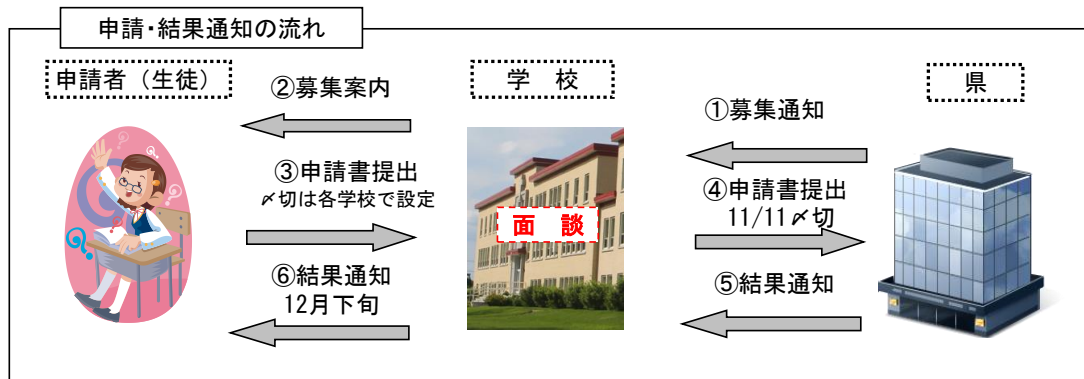 申請・結果通知の流れ
申請者（生徒）
学 校
県
②募集案内
①募集通知
③申請書提出
〆切は各学校で設定
④申請書提出
11/11〆切
面 談
⑥結果通知
12月下旬
⑤結果通知